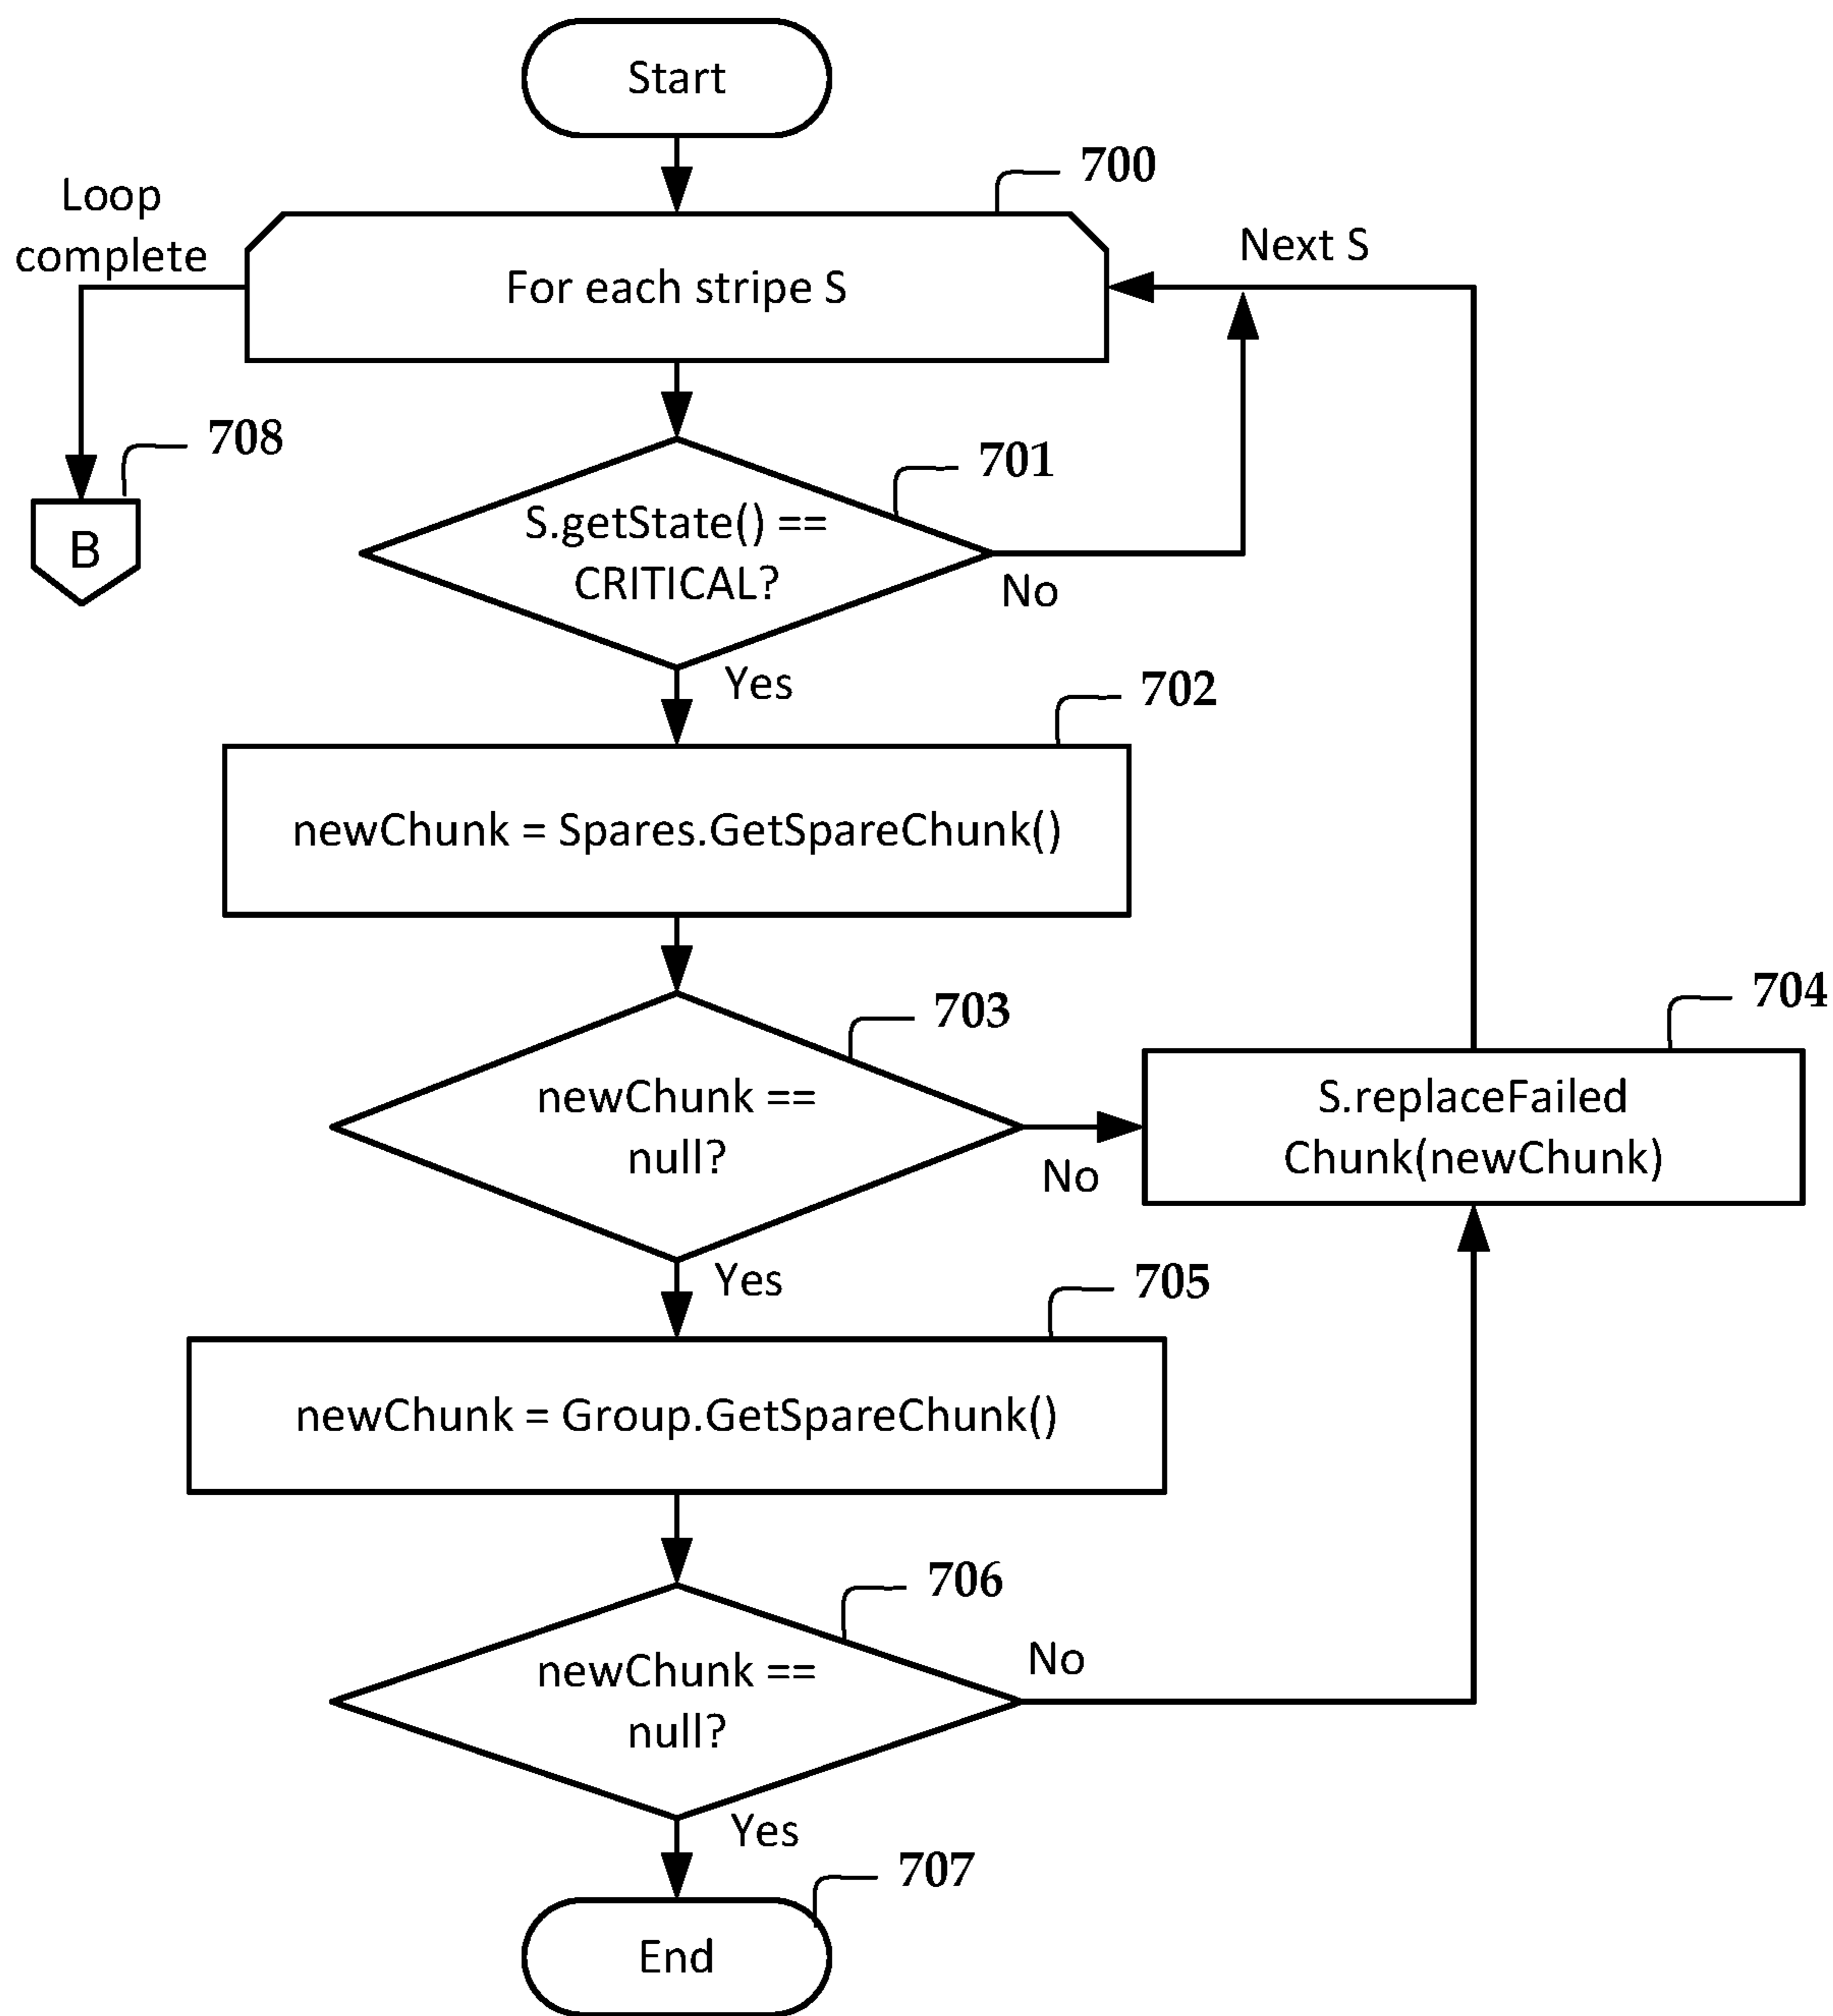 Start
700
Loop
complete
Next S
For each stripe S
708
B
701
S.getState() ==
CRITICAL?
No
Yes
702
newChunk = Spares.GetSpareChunk()
703
newChunk ==
null?
No
704
S.replaceFailed
Chunk(newChunk)
Yes
705
newChunk = Group.GetSpareChunk()
706
newChunk ==
null?
No
Yes
707
End